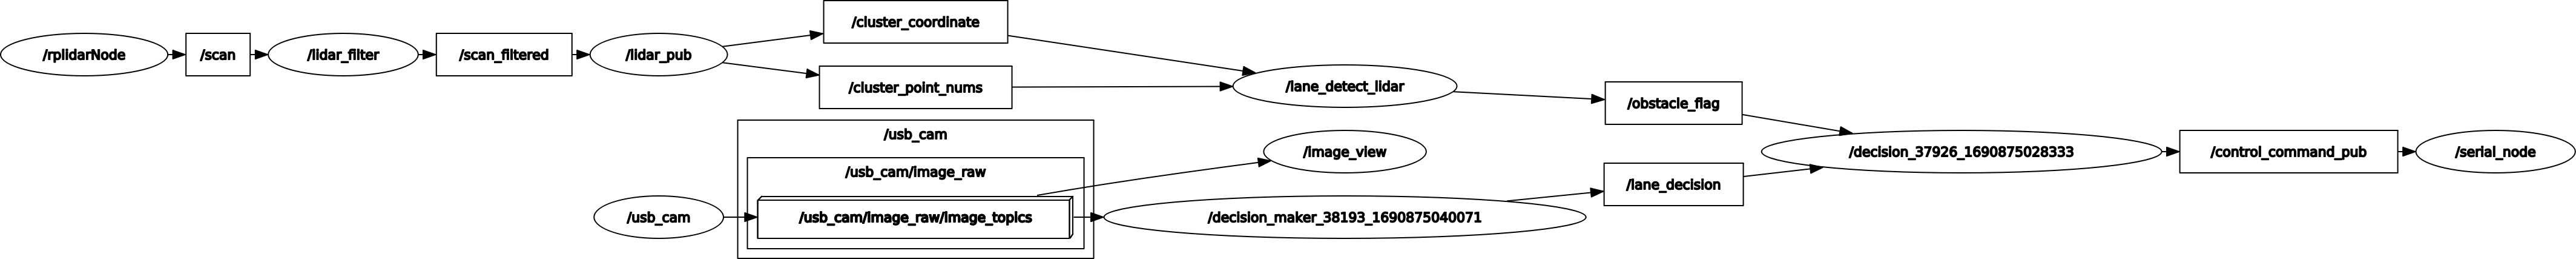 /rplidarNode
/scan
/lidar_filter
/scan_filtered
/lidar_pub
/cluster_coordinate
/cluster_point_nums
/lane_detect_lidar
/obstacle_flag
/usb_cam
/usb_cam/image_raw
/usb_cam
/usb_cam/image_raw/image_topics
/image_view
/decision_maker_38193_1690875040071
/lane_decision
/decision_37926_1690875028333
/control_command_pub
/serial_node